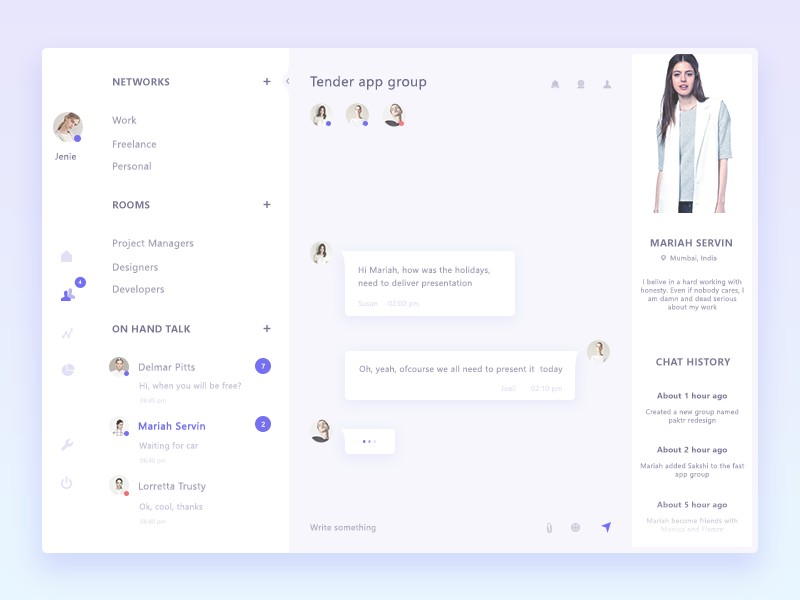 NETWORKS +
Work
Freelance
Personal
Jenie
ROOMS +
Project Managers
Designers
Developers
4
ON HAND TALK +
Delmar Pitts
7
Hi, when you will be free?
06:45 pm
Mariah Servin
2
Waiting for car
06:40 pm
Lorretta Trusty
Ok, cool, thanks
06:40 pm
Tender app group
Hi Mariah, how was the holidays,
need to deliver presentation
Susan 02:00 pm
Oh, yeah, ofcourse we all need to present it today
Joeii 02:10 pm
Write something
MARIAH SERVIN
Mumbai, India
I belive in a hard working with
honesty. Even if nobody cares, I
am damn and dead serious
about my work
CHAT HISTORY
About 1 hour ago
Created a new group named
paktr redesign
About 2 hour ago
Mariah added Sakshi to the fast
app group
About 5 hour ago
Mariah become friends with
Monica and